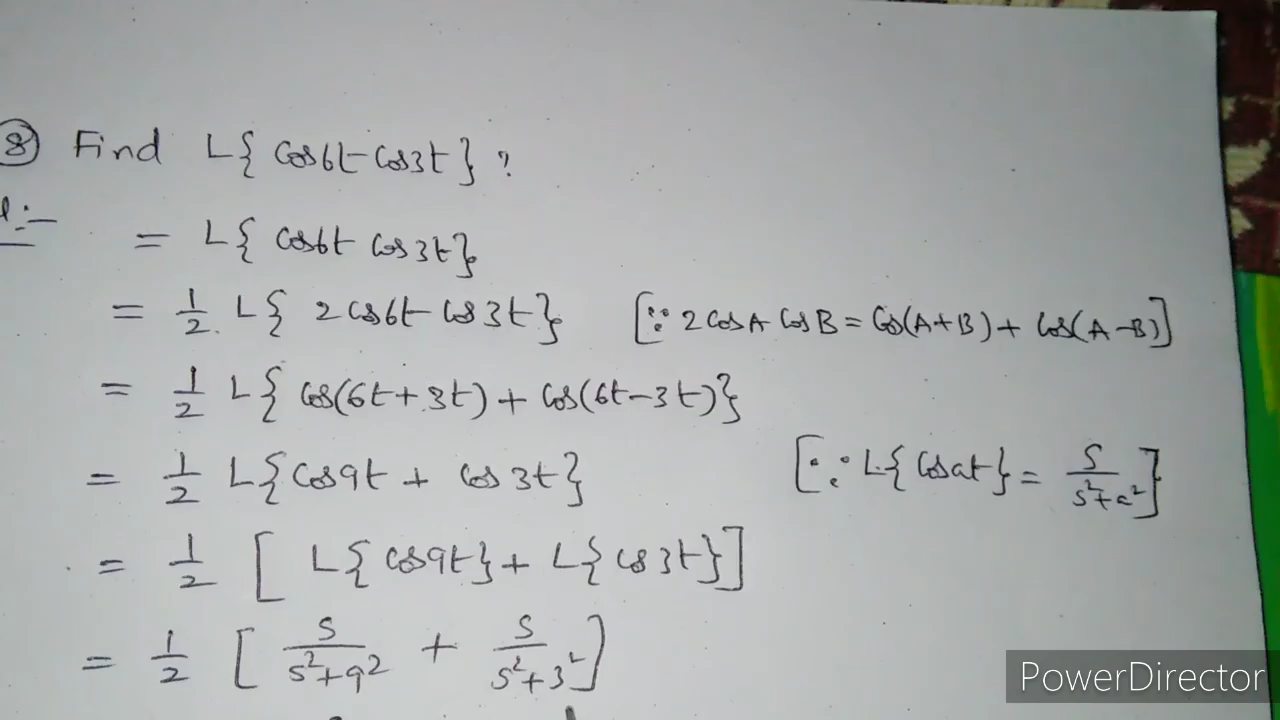 ⑧ Find L{ Cos6t Cos3t } ?
l:-
= L{ Cos6t Cos3t}
= 1/2 L{ 2Cos6t Cos3t} [∵ 2CosA CosB = Cos(A+B) + Cos(A-B)]
= 1/2 L{ Cos(6t+3t) + Cos(6t-3t)}
= 1/2 L{Cos9t + Cos3t} [∵ L{Cosat} = s/(s²+a²)]
= 1/2 [ L{Cos9t} + L{Cos3t}]
= 1/2 [ s/(s²+9²) + s/(s²+3²) ]
PowerDirector